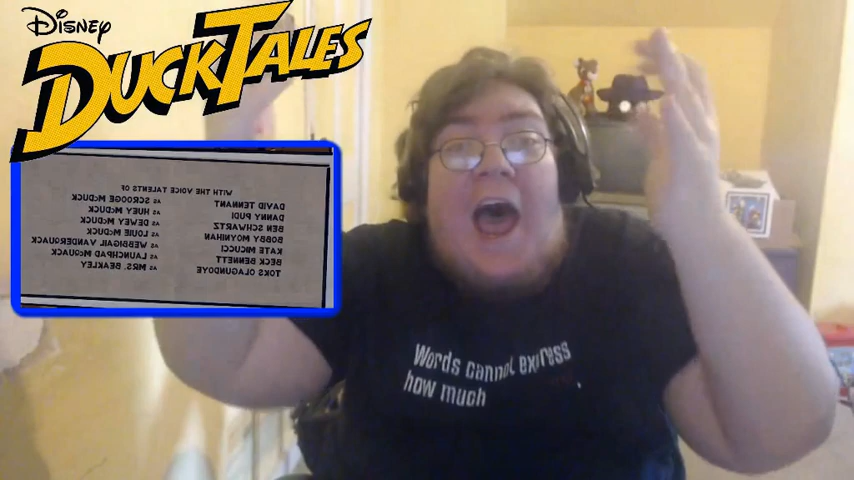 DISNEY
DUCKTALES
WITH THE VOICE TALENTS OF
DAVID TENNANT AS SCROOGE McDUCK
DANNY PUDI AS HUEY McDUCK
BEN SCHWARTZ AS DEWEY McDUCK
BOBBY MOYNIHAN AS LOUIE McDUCK
KATE MICUCCI AS WEBBIGAIL VANDERQUACK
BECK BENNETT AS LAUNCHPAD McQUACK
TOKS OLAGUNDOYE AS MRS. BEAKLEY
Words cannot express
how much